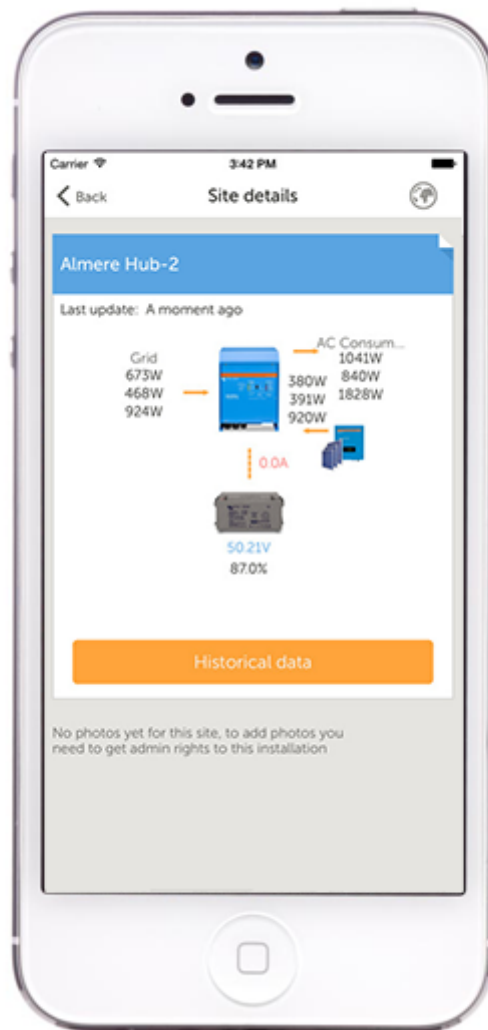 Carrier
3:42 PM
Back
Site details
Almere Hub-2
Last update: A moment ago
Grid
673W
468W
924W
AC Consum...
1041W
840W
1828W
380W
391W
920W
0.0A
50.21V
87.0%
Historical data
No photos yet for this site, to add photos you
need to get admin rights to this installation